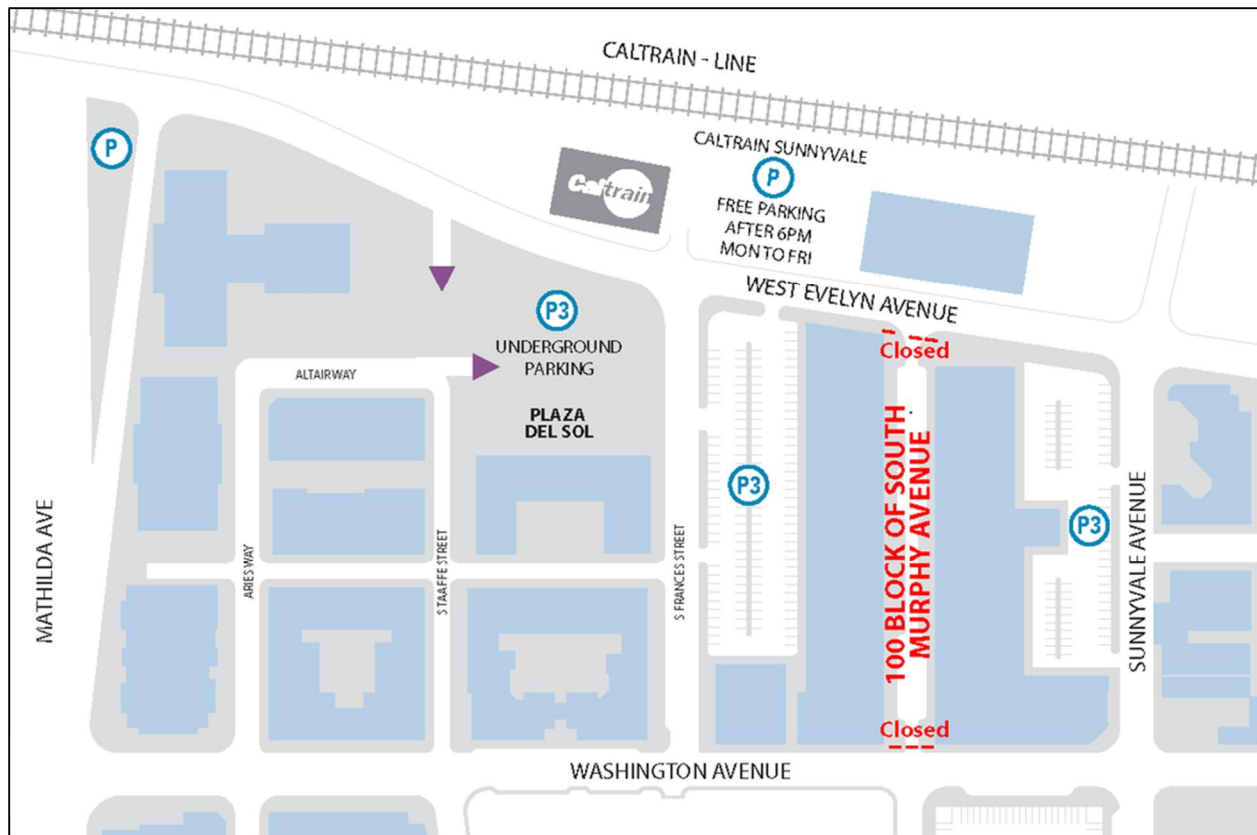 CALTRAIN - LINE
P
CALTRAIN SUNNYVALE
Caltrain
P
FREE PARKING
AFTER 6PM
MON TO FRI
WEST EVELYN AVENUE
P3
UNDERGROUND
PARKING
ALTAIRWAY
PLAZA
DEL SOL
Closed
100 BLOCK OF SOUTH
MURPHY AVENUE
P3
P3
MATHILDA AVE
ARIES WAY
S TAAFFE STREET
S FRANCES STREET
SUNNYVALE AVENUE
Closed
WASHINGTON AVENUE